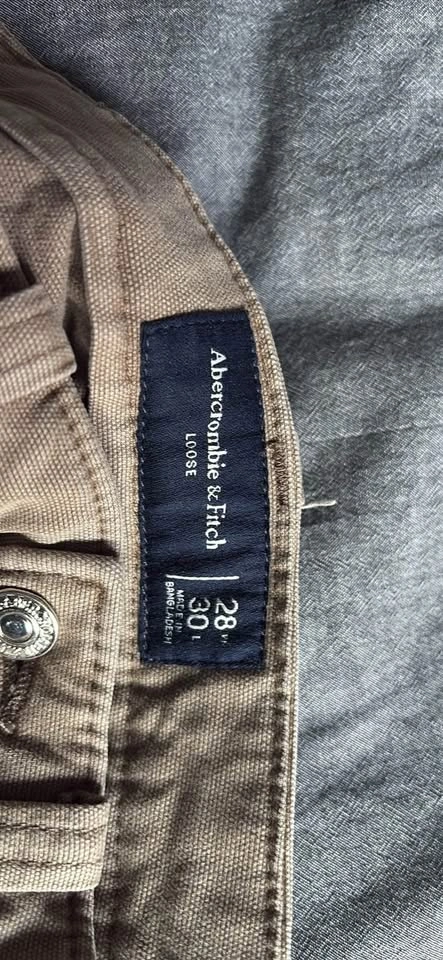 Abercrombie & Fitch
LOOSE
28 W
30 L
MADE IN
BANGLADESH